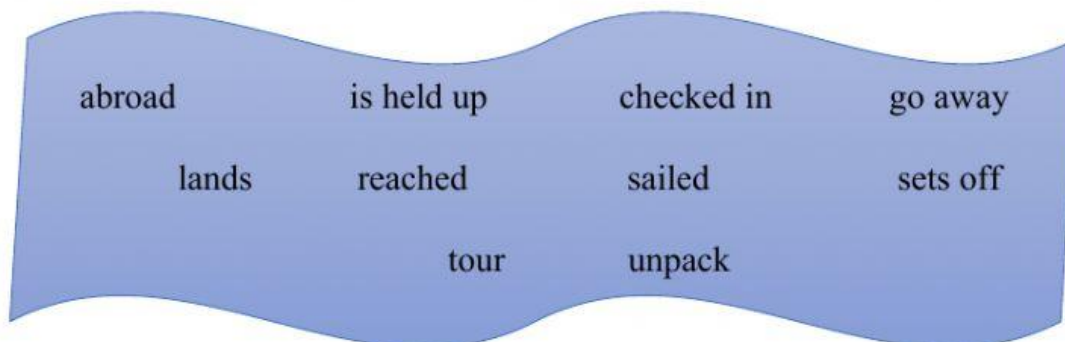 abroad is held up checked in go away
lands reached sailed sets off
tour unpack